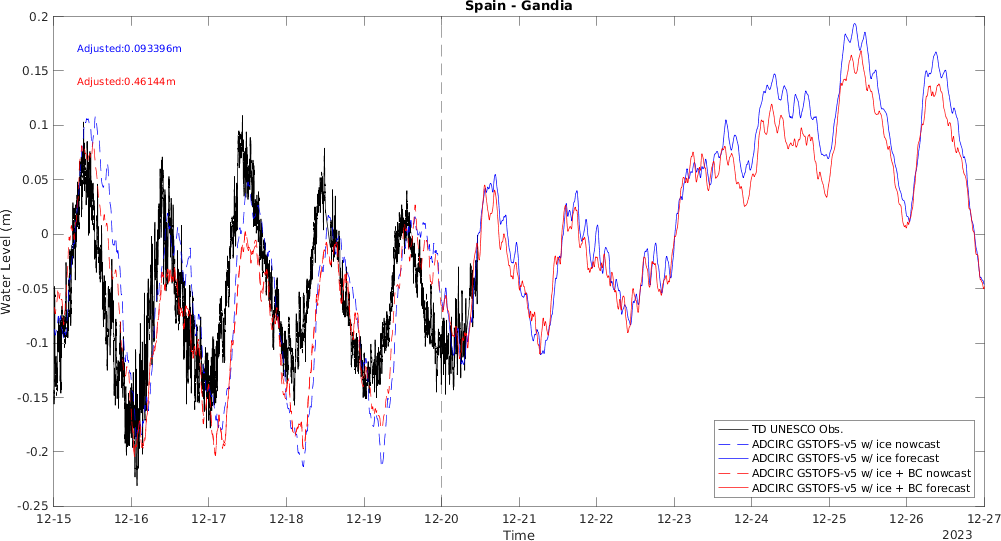 Spain - Gandia
0.2
0.15
0.1
0.05
0
-0.05
-0.1
-0.15
-0.2
-0.25
Water Level (m)
Adjusted:0.093396m
Adjusted:0.46144m
TD UNESCO Obs.
ADCIRC GSTOFS-v5 w/ ice nowcast
ADCIRC GSTOFS-v5 w/ ice forecast
ADCIRC GSTOFS-v5 w/ ice + BC nowcast
ADCIRC GSTOFS-v5 w/ ice + BC forecast
12-15 12-16 12-17 12-18 12-19 12-20 12-21 12-22 12-23 12-24 12-25 12-26 12-27
Time
2023